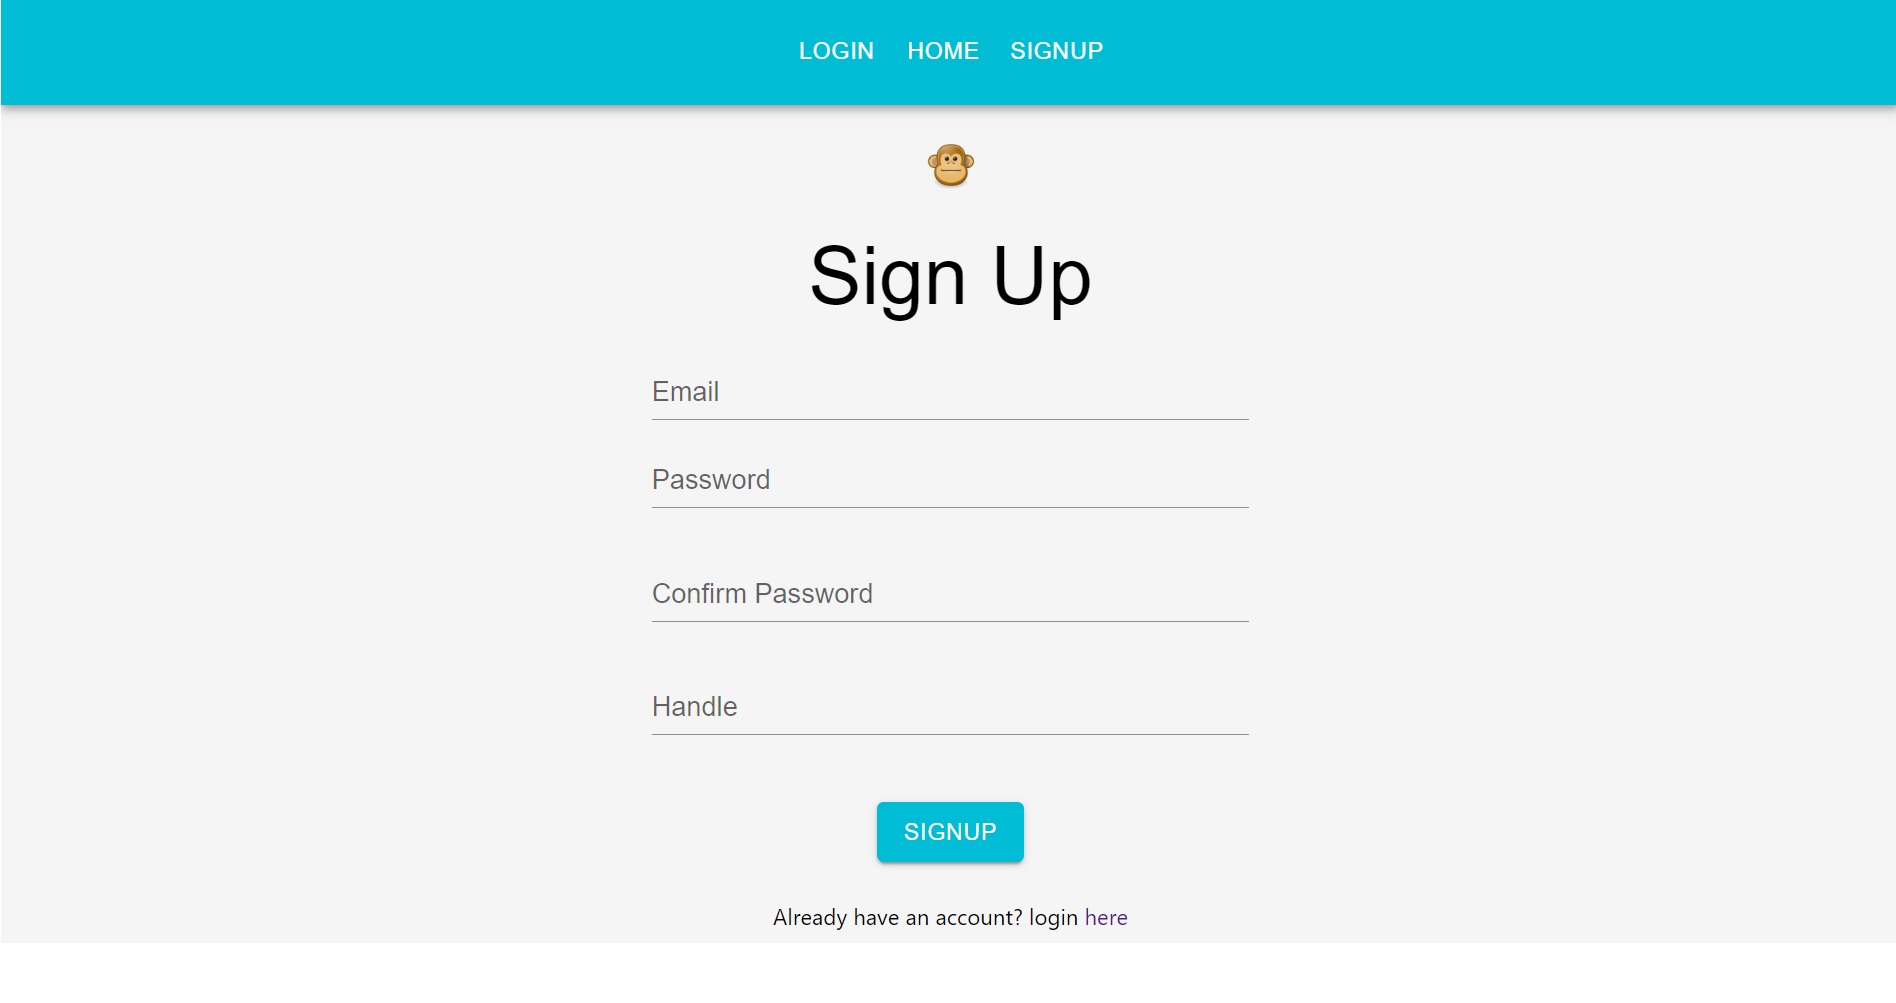 LOGIN HOME SIGNUP
Sign Up
Email
Password
Confirm Password
Handle
SIGNUP
Already have an account? login here